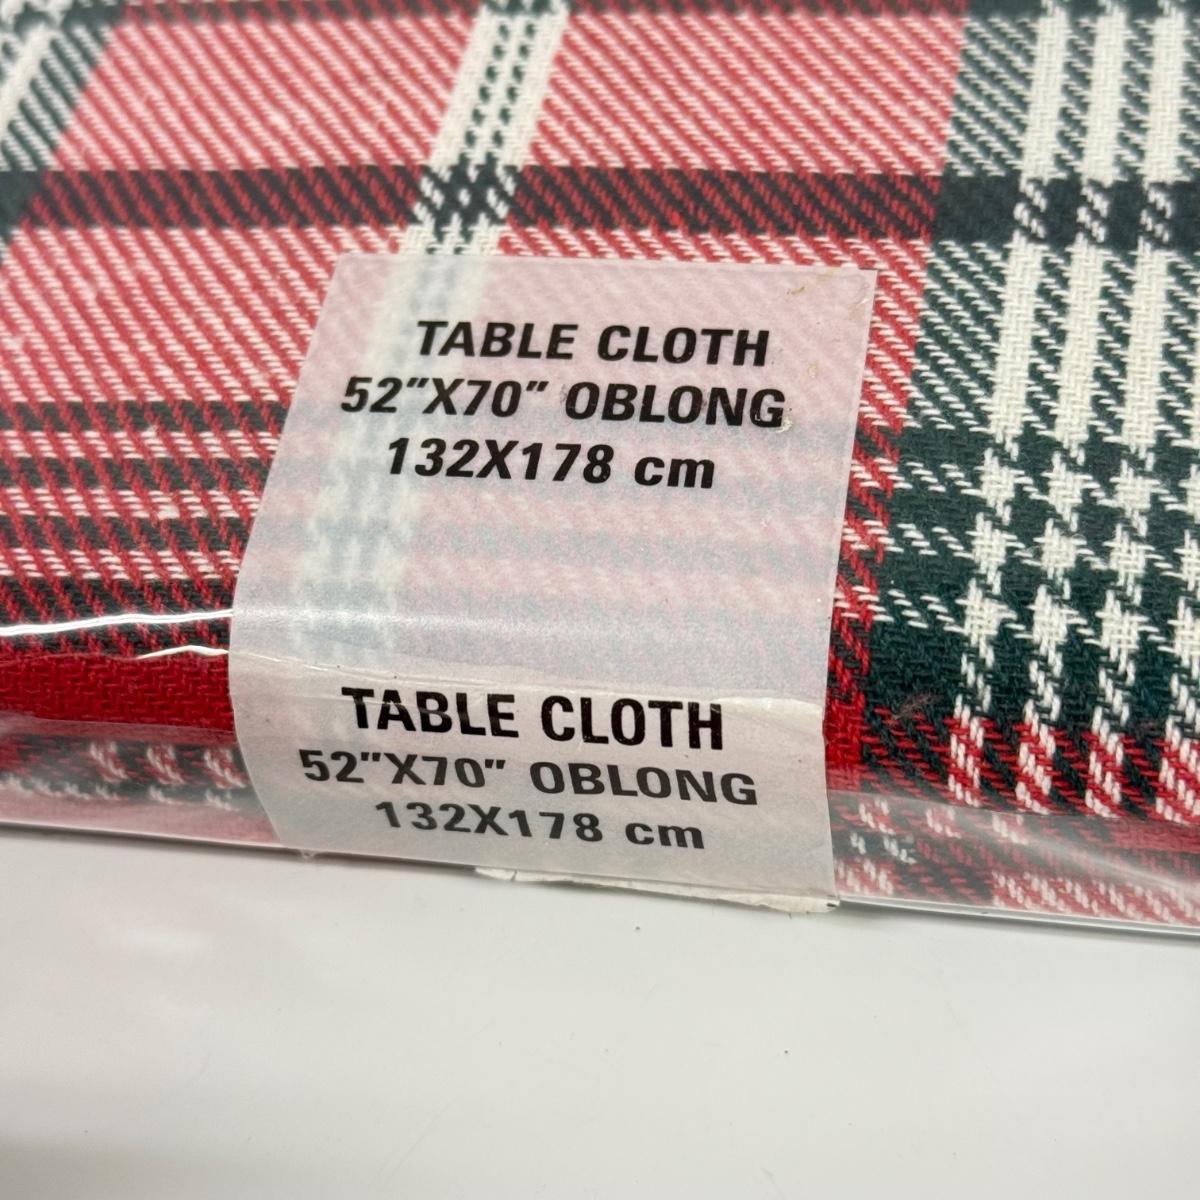 TABLE CLOTH
52"X70" OBLONG
132X178 cm
TABLE CLOTH
52"X70" OBLONG
132X178 cm